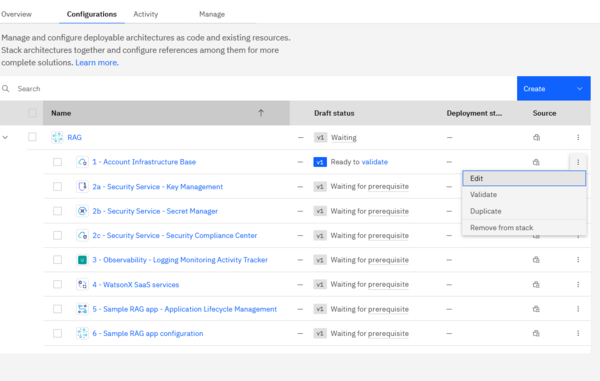 Overview Configurations Activity Manage
Manage and configure deployable architectures as code and existing resources.
Stack architectures together and configure references among them for more
complete solutions. Learn more.
Search Create
Name Draft status Deployment st... Source
RAG – v1 Waiting –
1 - Account Infrastructure Base – v1 Ready to validate –
2a - Security Service - Key Management – v1 Waiting for prerequisite –
2b - Security Service - Secret Manager – v1 Waiting for prerequisite –
2c - Security Service - Security Compliance Center – v1 Waiting for prerequisite –
3 - Observability - Logging Monitoring Activity Tracker – v1 Waiting for prerequisite –
4 - WatsonX SaaS services – v1 Waiting for prerequisite –
5 - Sample RAG app - Application Lifecycle Management – v1 Waiting for prerequisite –
6 - Sample RAG app configuration – v1 Waiting for prerequisite –
Edit
Validate
Duplicate
Remove from stack